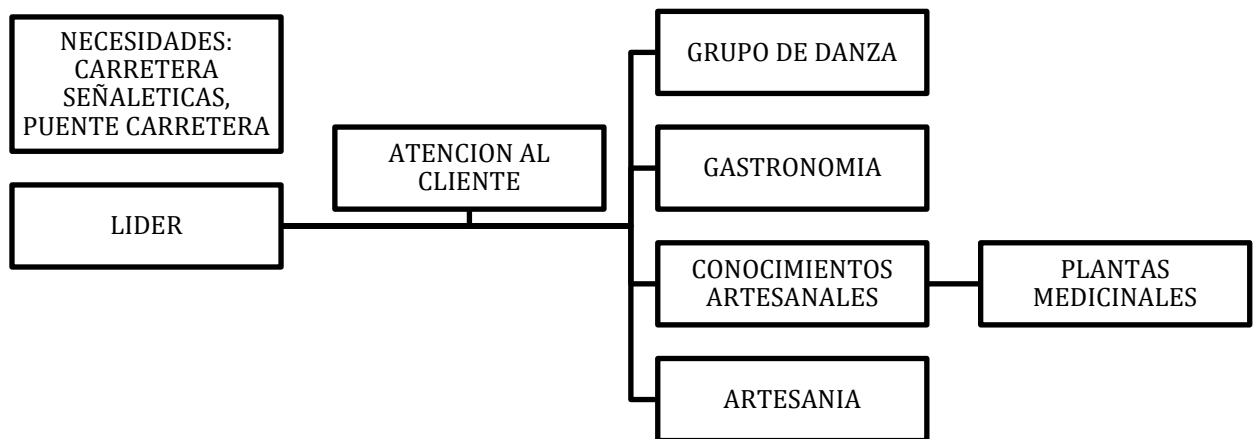 NECESIDADES:
CARRETERA
SEÑALETICAS,
PUENTE CARRETERA
LIDER
ATENCION AL
CLIENTE
GRUPO DE DANZA
GASTRONOMIA
CONOCIMIENTOS
ARTESANALES
PLANTAS
MEDICINALES
ARTESANIA